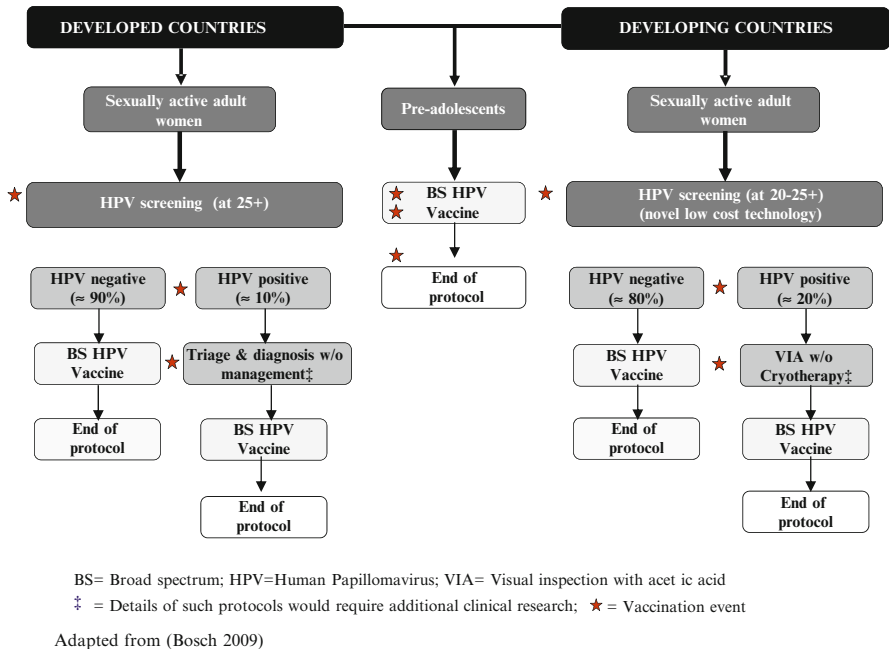 DEVELOPED COUNTRIES
DEVELOPING COUNTRIES
Sexually active adult
women
Pre-adolescents
Sexually active adult
women
HPV screening (at 25+)
BS HPV
Vaccine
HPV screening (at 20-25+)
(novel low cost technology)
End of
protocol
HPV negative
(≈ 90%)
HPV positive
(≈ 10%)
HPV negative
(≈ 80%)
HPV positive
(≈ 20%)
BS HPV
Vaccine
Triage & diagnosis w/o
management‡
BS HPV
Vaccine
VIA w/o
Cryotherapy‡
End of
protocol
BS HPV
Vaccine
End of
protocol
BS HPV
Vaccine
End of
protocol
End of
protocol
BS= Broad spectrum; HPV=Human Papillomavirus; VIA= Visual inspection with acet ic acid
‡ = Details of such protocols would require additional clinical research; ★ = Vaccination event
Adapted from (Bosch 2009)